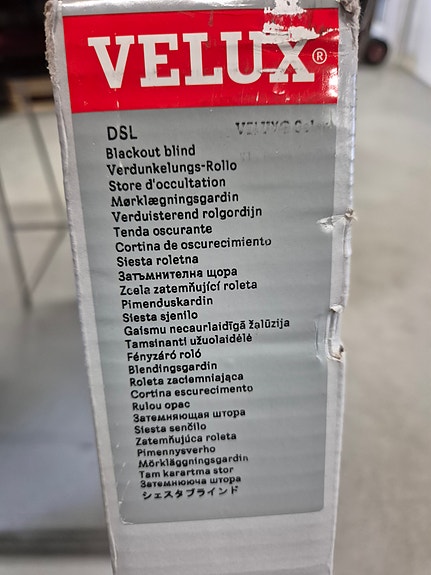 VELUX®
DSL
Blackout blind
Verdunkelungs-Rollo
Store d'occultation
Mørklægningsgardin
Verduisterend rolgordijn
Tenda oscurante
Cortina de oscurecimiento
Siesta roletna
Затъмнителна щора
Zcela zatemňující roleta
Pimenduskardin
Siesta sjenilo
Gaismu necaurlaidīgā žalūzija
Tamsinanti užuolaidėlė
Fényzáró roló
Blendingsgardin
Roleta zaciemniająca
Cortina escurecimento
Rulou opac
Затемняющая штора
Siesta senčilo
Zatemňujúca roleta
Pimennysverho
Mörkläggningsgardin
Tam karartma stor
Затемнююча штора
シエスタブラインド